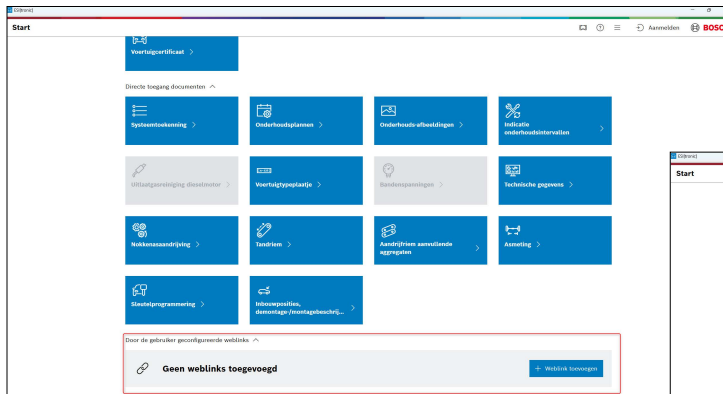 ESI[tronic]
Start
Aanmelden
BOSC
Voertuigcertificaat
Directe toegang documenten
Systeemtoekenning
Onderhoudsplannen
Onderhouds-afbeeldingen
Indicatie
onderhoudsintervallen
Uitlaatgasreiniging dieselmotor
Voertuigtypeplaatje
Bandenspanningen
Technische gegevens
Nokkenasaandrijving
Tandriem
Aandrijfriem aanvullende
aggregaten
Asmeting
Sleutelprogrammering
Inbouwposities,
demontage-/montagebeschrij...
Door de gebruiker geconfigureerde weblinks
Geen weblinks toegevoegd
+ Weblink toevoegen
ESI[tronic]
Start